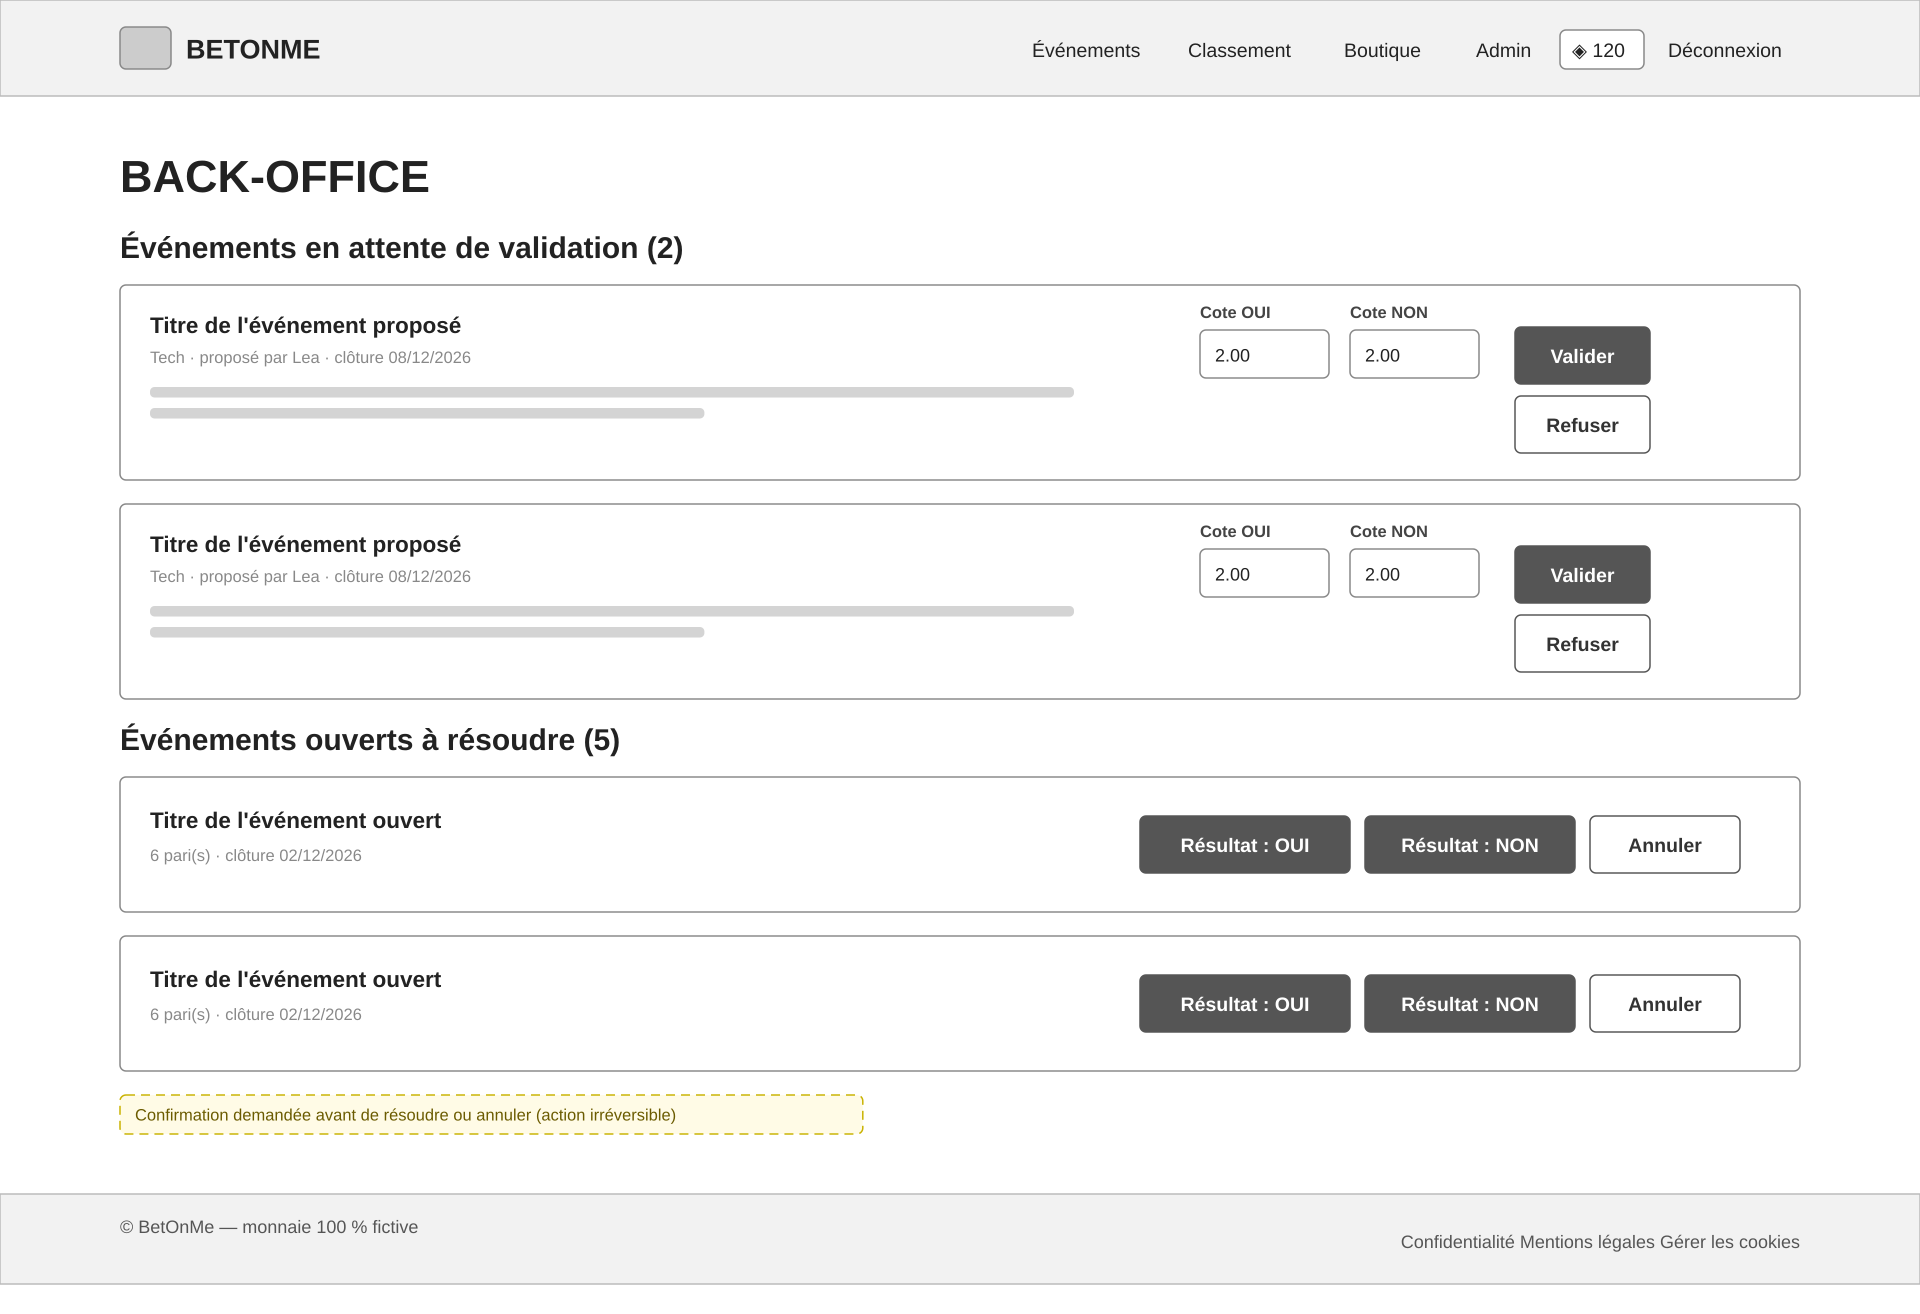 BETONME
Événements Classement Boutique Admin ◈ 120 Déconnexion
BACK-OFFICE
Événements en attente de validation (2)
Titre de l'événement proposé
Tech · proposé par Lea · clôture 08/12/2026
Cote OUI Cote NON
2.00 2.00
Valider
Refuser
Titre de l'événement proposé
Tech · proposé par Lea · clôture 08/12/2026
Cote OUI Cote NON
2.00 2.00
Valider
Refuser
Événements ouverts à résoudre (5)
Titre de l'événement ouvert
6 pari(s) · clôture 02/12/2026
Résultat : OUI Résultat : NON Annuler
Titre de l'événement ouvert
6 pari(s) · clôture 02/12/2026
Résultat : OUI Résultat : NON Annuler
Confirmation demandée avant de résoudre ou annuler (action irréversible)
© BetOnMe — monnaie 100 % fictive
Confidentialité Mentions légales Gérer les cookies